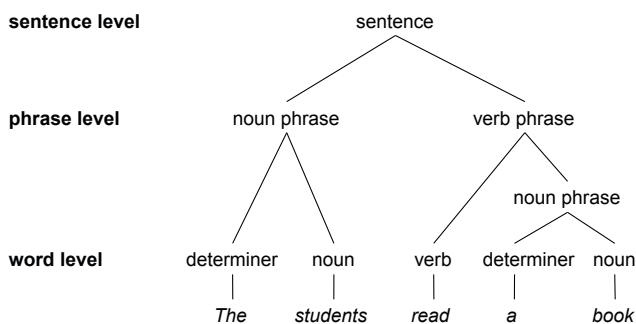 sentence level sentence
phrase level noun phrase verb phrase
noun phrase
word level determiner noun verb determiner noun
The students read a book